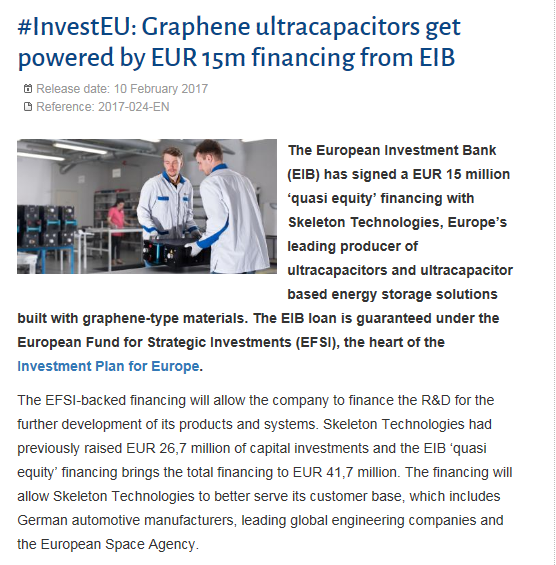 #InvestEU: Graphene ultracapacitors get
powered by EUR 15m financing from EIB
Release date: 10 February 2017
Reference: 2017-024-EN
The European Investment Bank
(EIB) has signed a EUR 15 million
‘quasi equity’ financing with
Skeleton Technologies, Europe’s
leading producer of
ultracapacitors and ultracapacitor
based energy storage solutions
built with graphene-type materials. The EIB loan is guaranteed under the
European Fund for Strategic Investments (EFSI), the heart of the
Investment Plan for Europe.
The EFSI-backed financing will allow the company to finance the R&D for the
further development of its products and systems. Skeleton Technologies had
previously raised EUR 26,7 million of capital investments and the EIB ‘quasi
equity’ financing brings the total financing to EUR 41,7 million. The financing will
allow Skeleton Technologies to better serve its customer base, which includes
German automotive manufacturers, leading global engineering companies and
the European Space Agency.